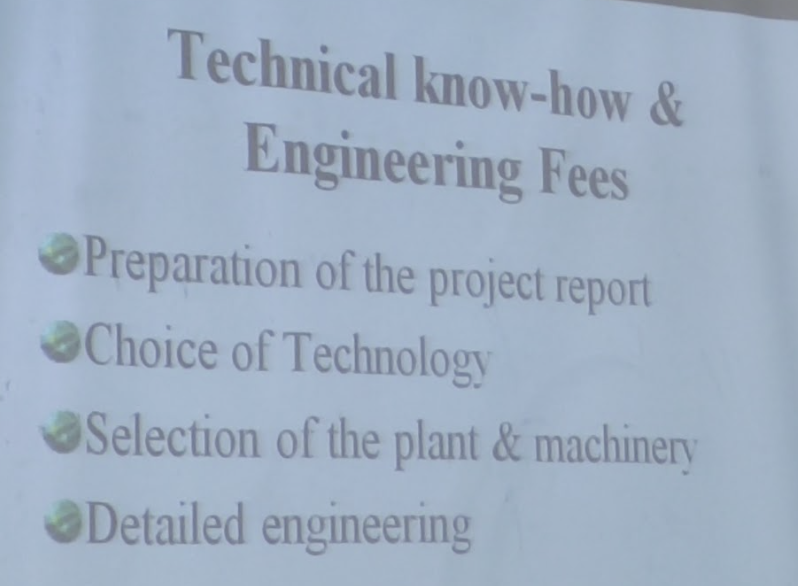 Technical know-how &
Engineering Fees
Preparation of the project report
Choice of Technology
Selection of the plant & machinery
Detailed engineering